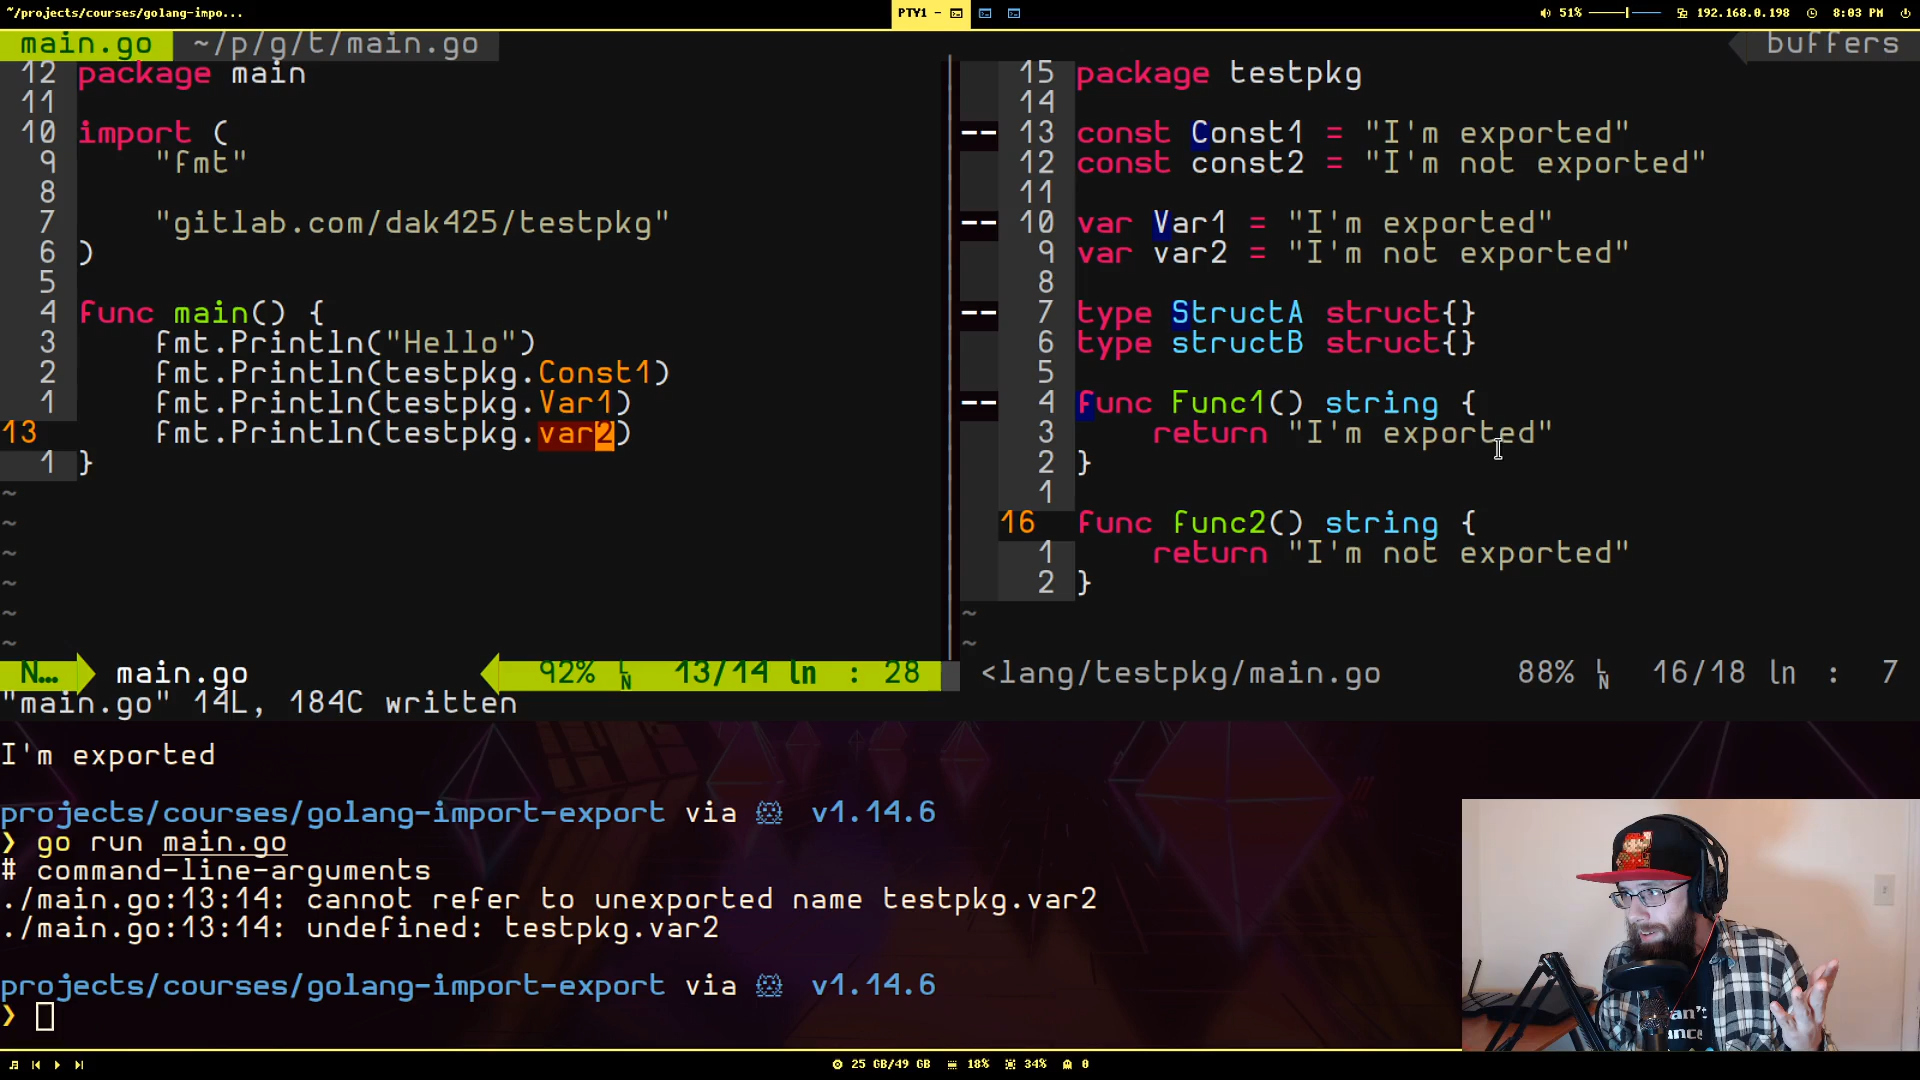 ~/projects/courses/golang-impo...
PTY1 -
51%
192.168.0.198
8:03 PM
main.go
~/p/g/t/main.go
buffers
12 package main
11
10 import (
9 "fmt"
8
7 "gitlab.com/dak425/testpkg"
6 )
5
4 func main() {
3 fmt.Println("Hello")
2 fmt.Println(testpkg.Const1)
1 fmt.Println(testpkg.Var1)
13 fmt.Println(testpkg.var2)
1 }
~
~
~
~
~
~
N... main.go 92% LN 13/14 ln : 28
"main.go" 14L, 184C written
15 package testpkg
14
-- 13 const Const1 = "I'm exported"
12 const const2 = "I'm not exported"
11
-- 10 var Var1 = "I'm exported"
9 var var2 = "I'm not exported"
8
-- 7 type StructA struct{}
6 type structB struct{}
5
-- 4 func Func1() string {
3 return "I'm exported"
2 }
1
16 func func2() string {
1 return "I'm not exported"
2 }
~
~
<lang/testpkg/main.go 88% LN 16/18 ln : 7
I'm exported
projects/courses/golang-import-export via v1.14.6
❯ go run main.go
# command-line-arguments
./main.go:13:14: cannot refer to unexported name testpkg.var2
./main.go:13:14: undefined: testpkg.var2
projects/courses/golang-import-export via v1.14.6
❯
25 GB/49 GB
18%
34%
0